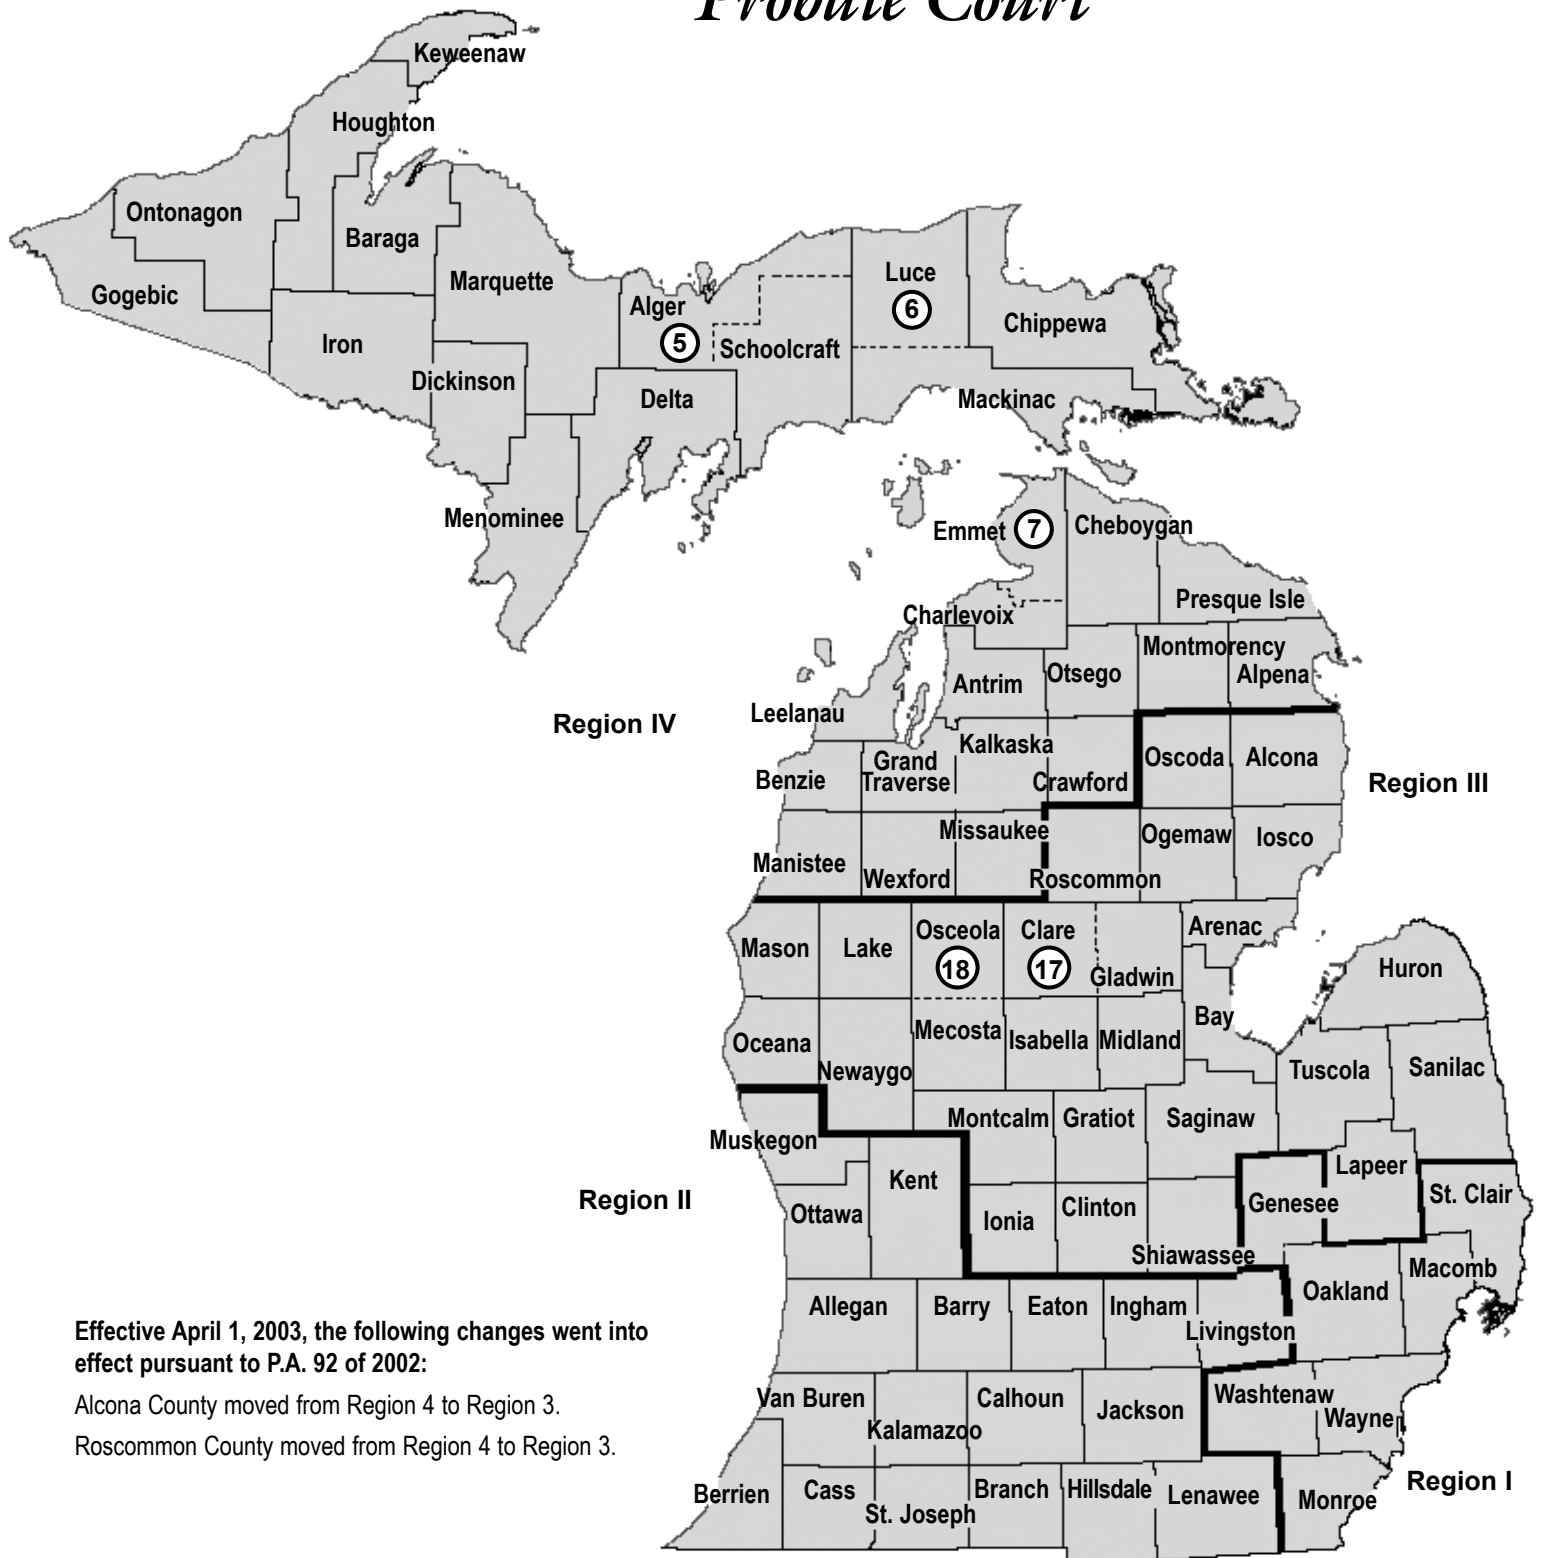 Probate Court
Keweenaw
Houghton
Ontonagon
Baraga
Gogebic
Marquette
Iron
Dickinson
Menominee
Alger
5
Schoolcraft
Delta
Luce
6
Chippewa
Mackinac
Emmet
7
Cheboygan
Presque Isle
Charlevoix
Montmorency
Alpena
Antrim
Otsego
Leelanau
Region IV
Kalkaska
Grand
Traverse
Benzie
Crawford
Oscoda
Alcona
Region III
Missaukee
Manistee
Wexford
Roscommon
Ogemaw
Iosco
Mason
Lake
Osceola
18
Clare
17
Gladwin
Arenac
Huron
Oceana
Newaygo
Mecosta
Isabella
Midland
Bay
Tuscola
Sanilac
Muskegon
Montcalm
Gratiot
Saginaw
Lapeer
St. Clair
Region II
Kent
Ottawa
Ionia
Clinton
Shiawassee
Genesee
Oakland
Macomb
Allegan
Barry
Eaton
Ingham
Livingston
Effective April 1, 2003, the following changes went into
effect pursuant to P.A. 92 of 2002:
Alcona County moved from Region 4 to Region 3.
Roscommon County moved from Region 4 to Region 3.
Van Buren
Kalamazoo
Calhoun
Jackson
Washtenaw
Wayne
Berrien
Cass
St. Joseph
Branch
Hillsdale
Lenawee
Monroe
Region I